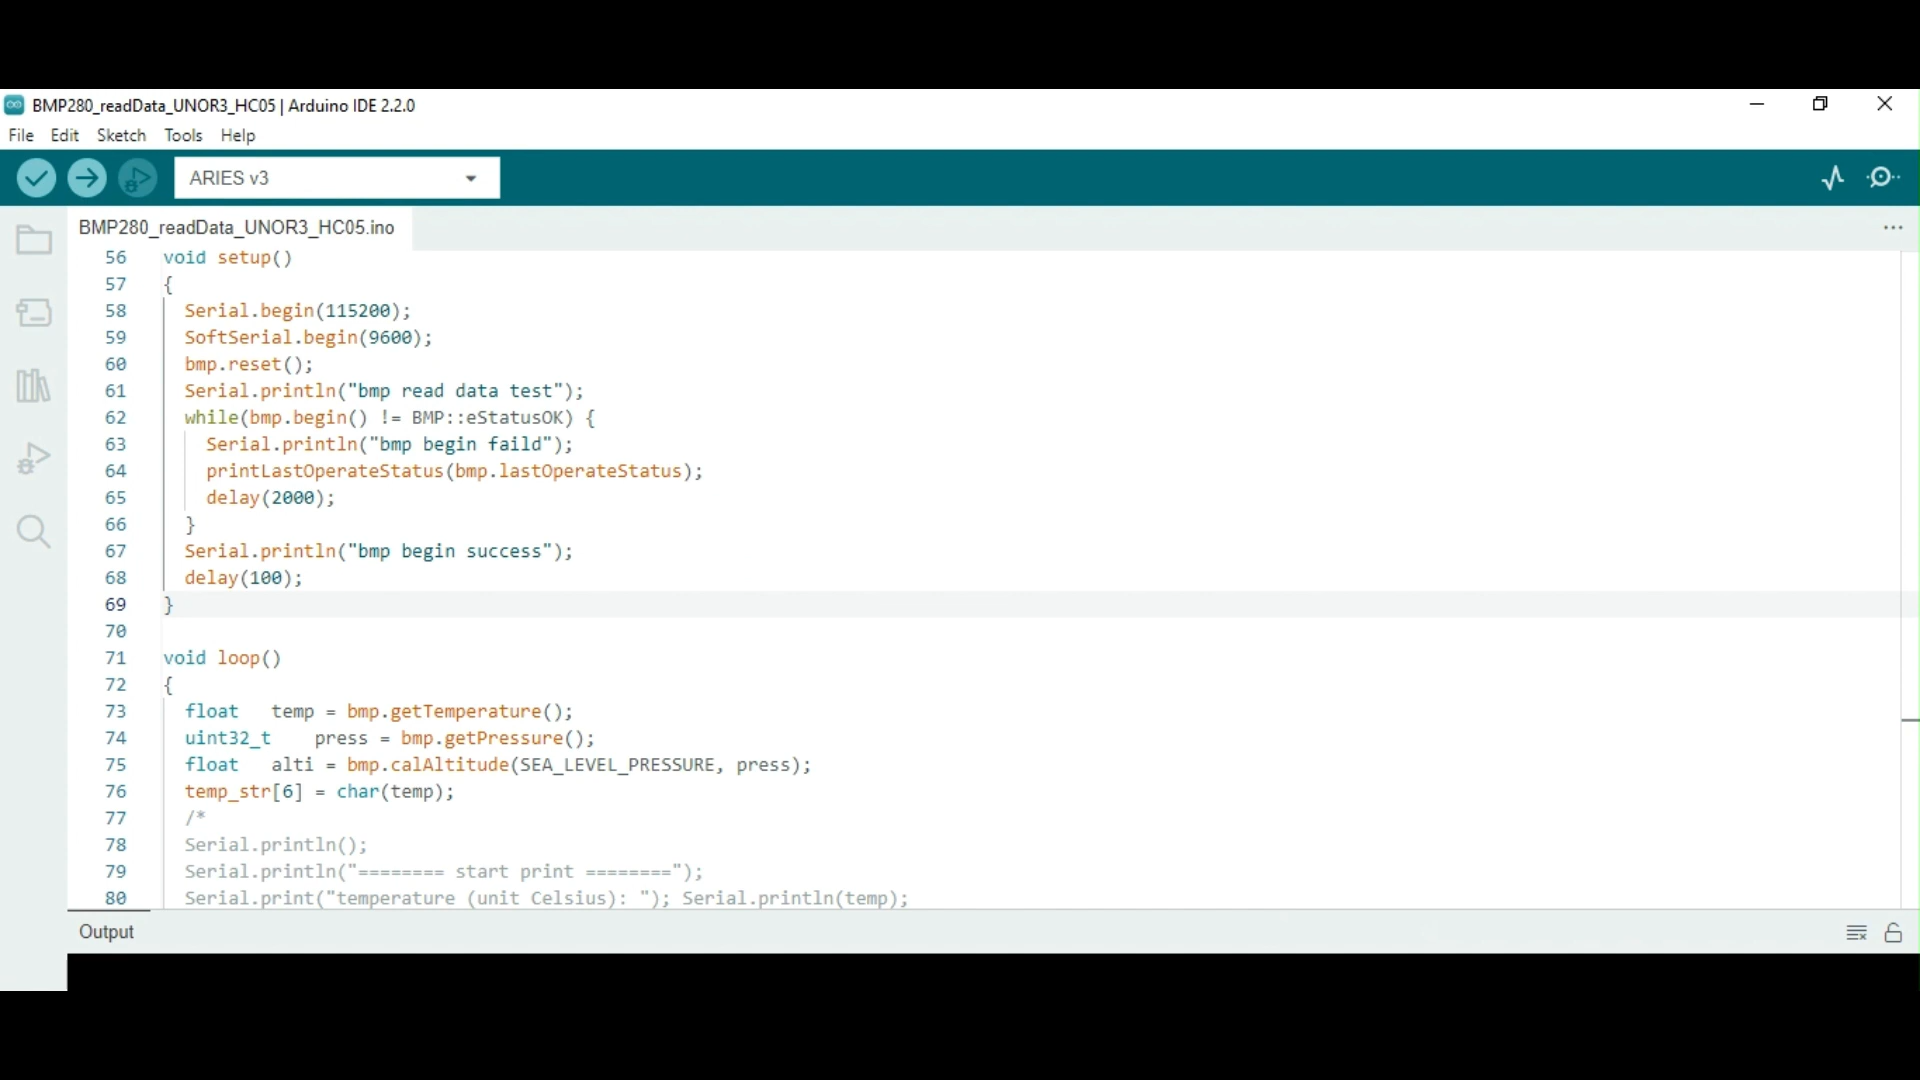 BMP280_readData_UNOR3_HC05 | Arduino IDE 2.2.0
File Edit Sketch Tools Help
ARIES v3
BMP280_readData_UNOR3_HC05.ino
56 void setup()
57 {
58 Serial.begin(115200);
59 SoftSerial.begin(9600);
60 bmp.reset();
61 Serial.println("bmp read data test");
62 while(bmp.begin() != BMP::eStatusOK) {
63 Serial.println("bmp begin faild");
64 printLastOperateStatus(bmp.lastOperateStatus);
65 delay(2000);
66 }
67 Serial.println("bmp begin success");
68 delay(100);
69 }
70
71 void loop()
72 {
73 float   temp = bmp.getTemperature();
74 uint32_t    press = bmp.getPressure();
75 float   alti = bmp.calAltitude(SEA_LEVEL_PRESSURE, press);
76 temp_str[6] = char(temp);
77 /*
78 Serial.println();
79 Serial.println("======== start print ========");
80 Serial.print("temperature (unit Celsius): "); Serial.println(temp);
Output